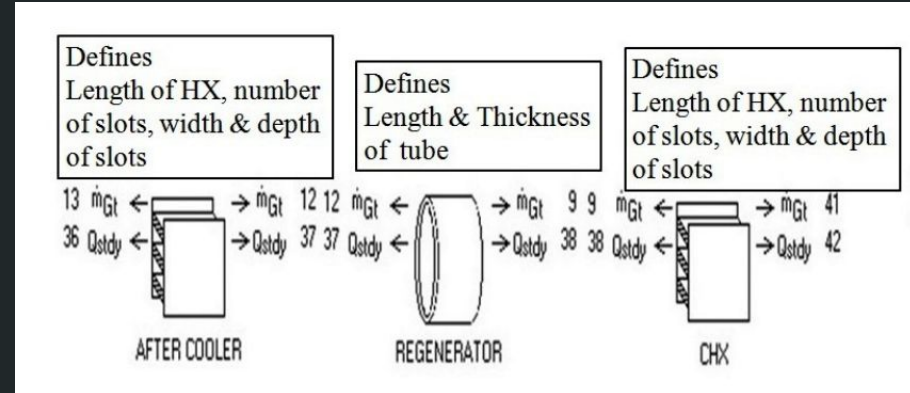 Defines
Length of HX, number
of slots, width & depth
of slots
Defines
Length & Thickness
of tube
Defines
Length of HX, number
of slots, width & depth
of slots
13 ṁGt ← → ṁGt 12 12 ṁGt ← → ṁGt 9 9 ṁGt ← → ṁGt 41
36 Qstdy ← → Qstdy 37 37 Qstdy ← → Qstdy 38 38 Qstdy ← → Qstdy 42
AFTER COOLER
REGENERATOR
CHX